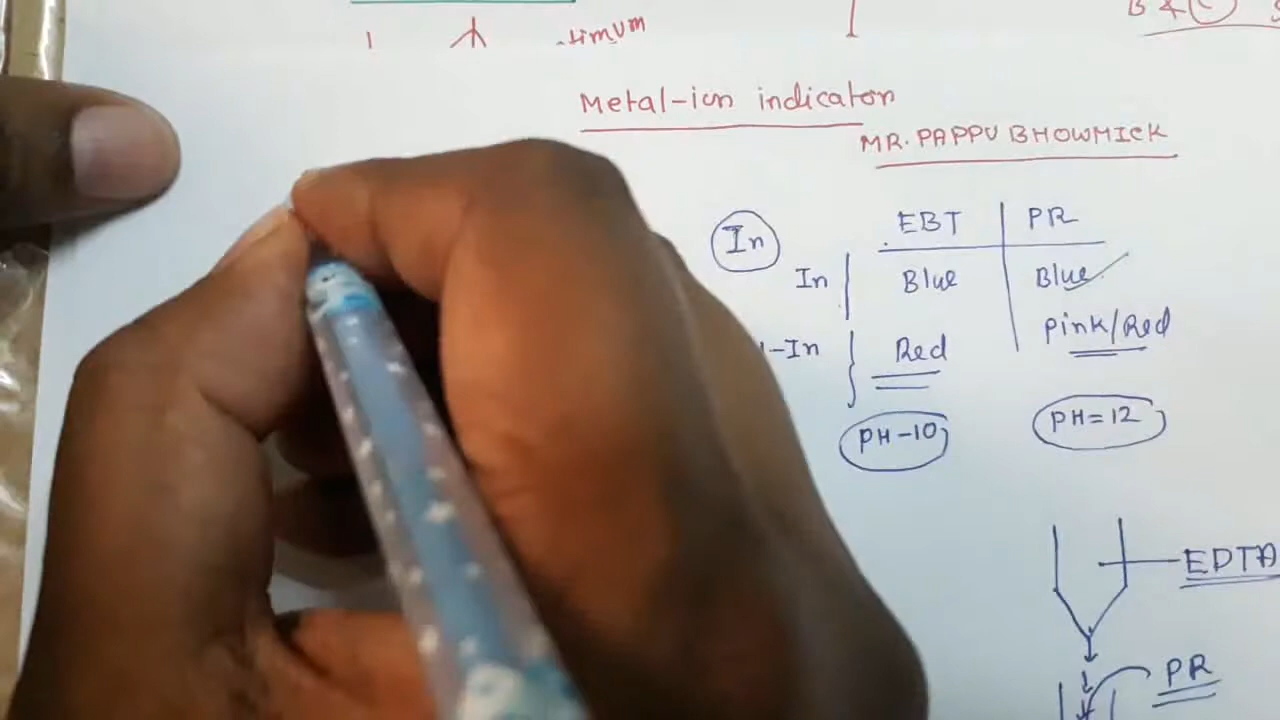 Metal-ion indicator
MR. PAPPU BHOWMICK
In
EBT PR
In Blue Blue
-In Red Pink/Red
PH-10 PH=12
EDTA
PR